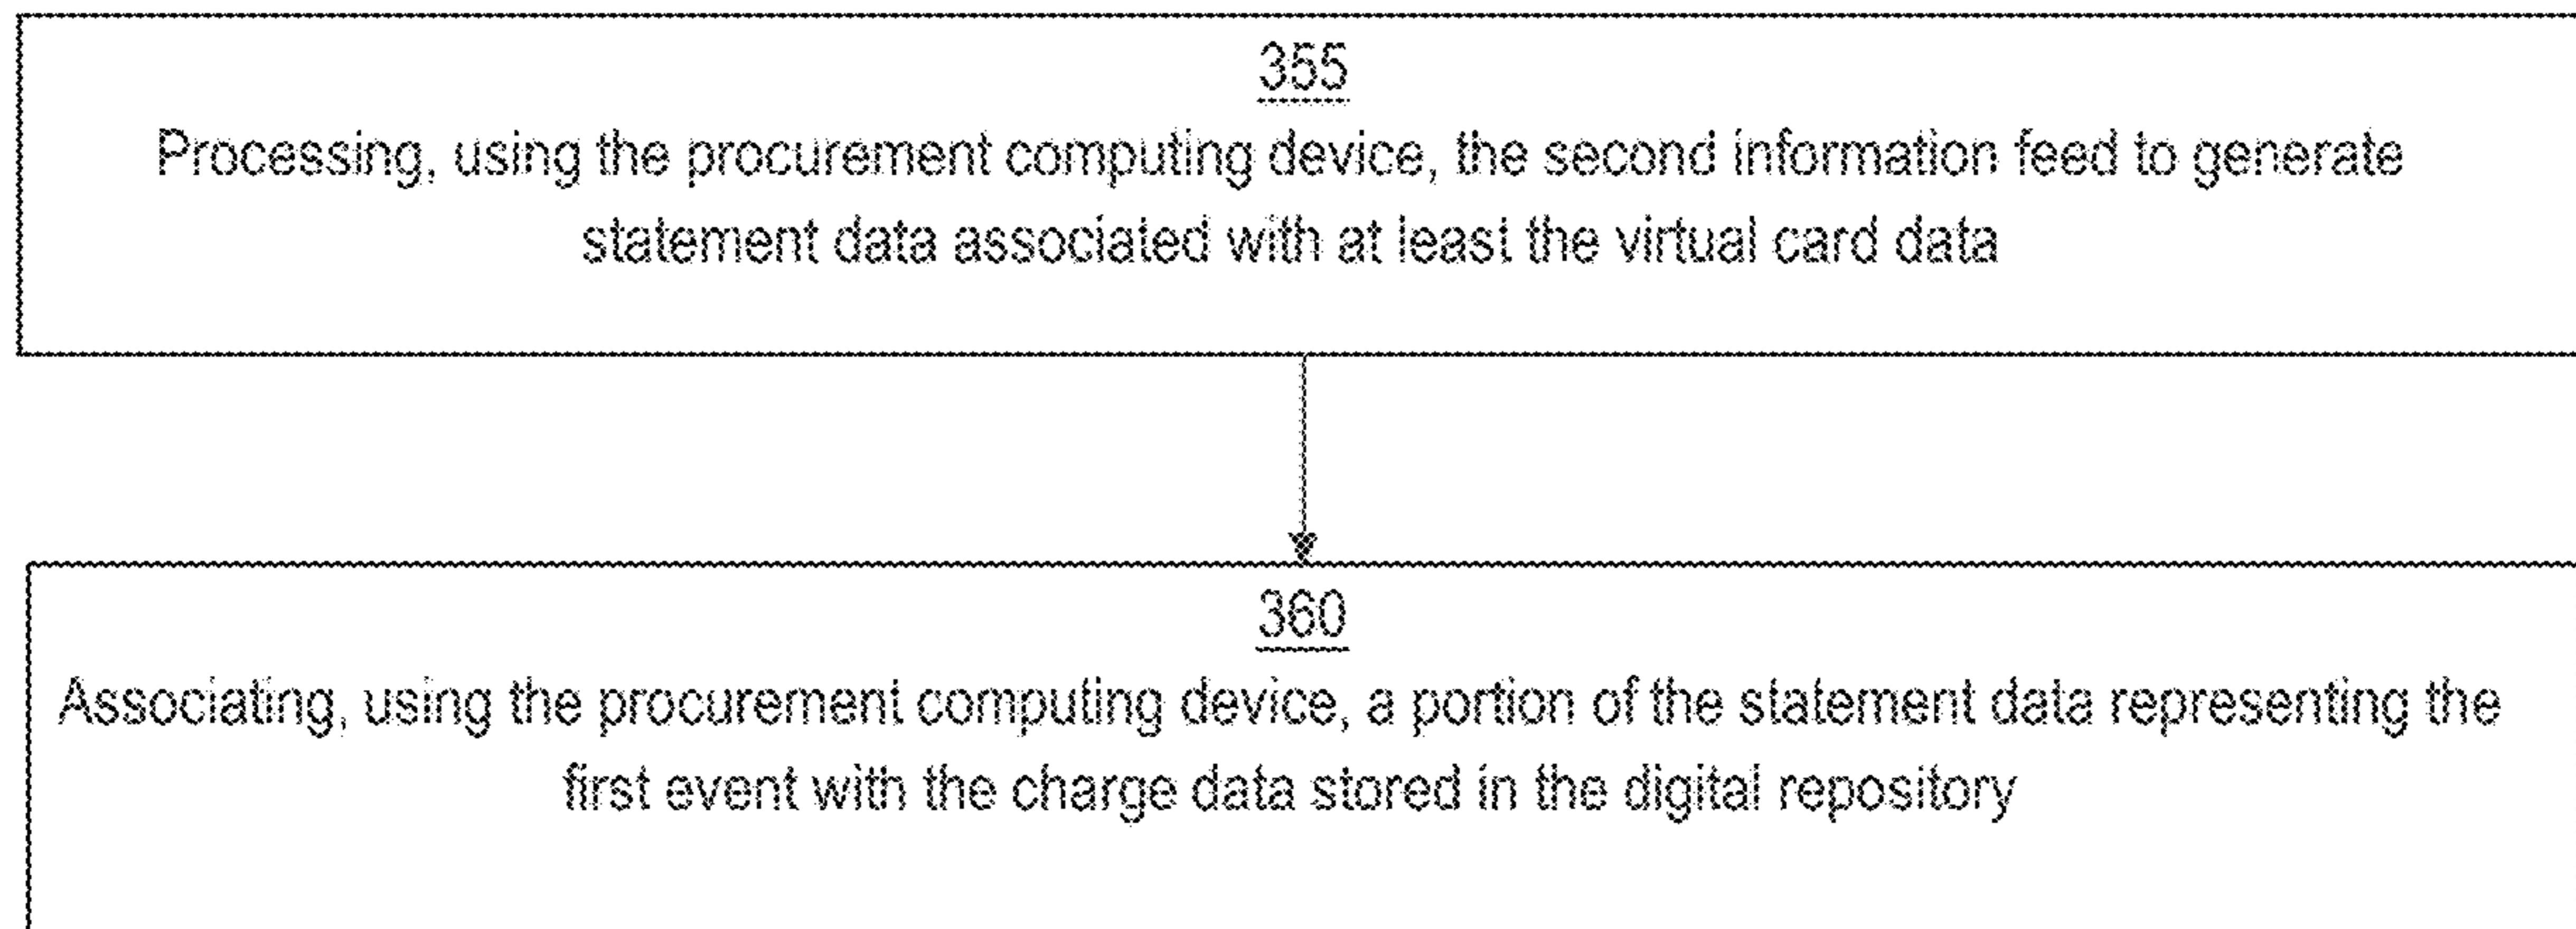 355
Processing, using the procurement computing device, the second information feed to generate
statement data associated with at least the virtual card data
360
Associating, using the procurement computing device, a portion of the statement data representing the
first event with the charge data stored in the digital repository